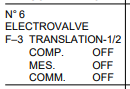 N° 6
ELECTROVALVE
F–3 TRANSLATION-1/2
COMP. OFF
MES. OFF
COMM. OFF